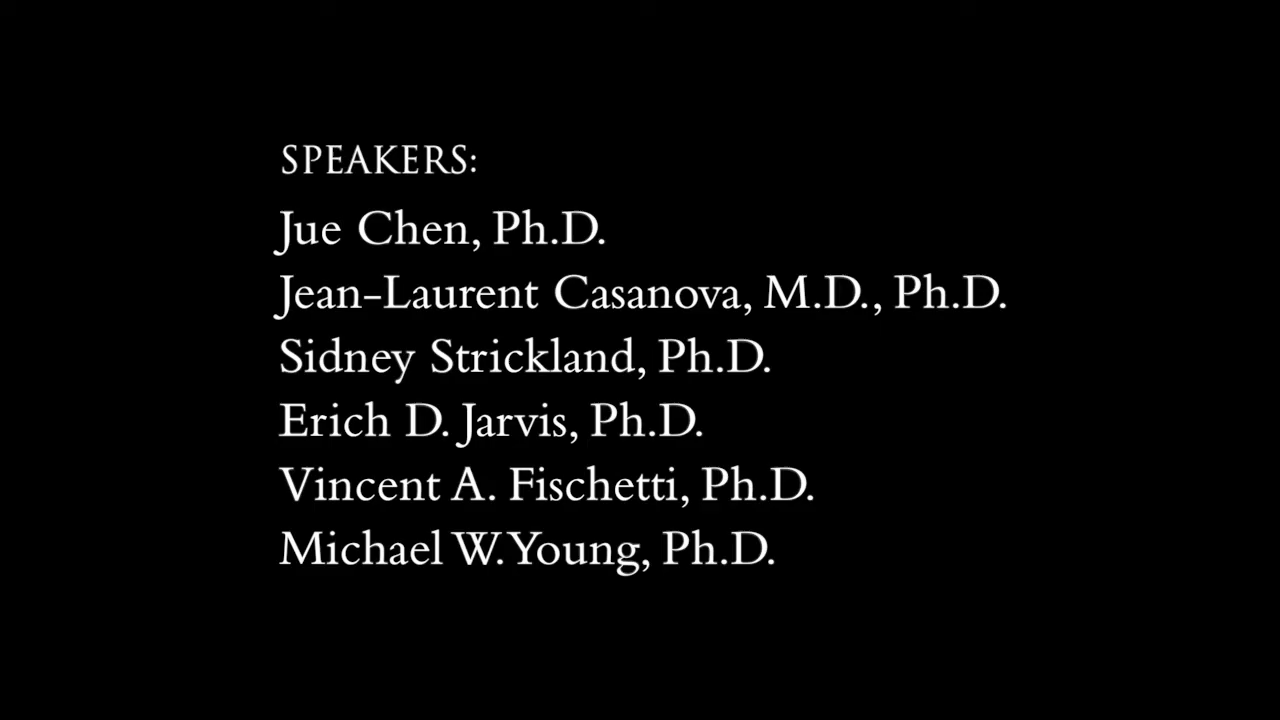 SPEAKERS:
Jue Chen, Ph.D.
Jean-Laurent Casanova, M.D., Ph.D.
Sidney Strickland, Ph.D.
Erich D. Jarvis, Ph.D.
Vincent A. Fischetti, Ph.D.
Michael W. Young, Ph.D.